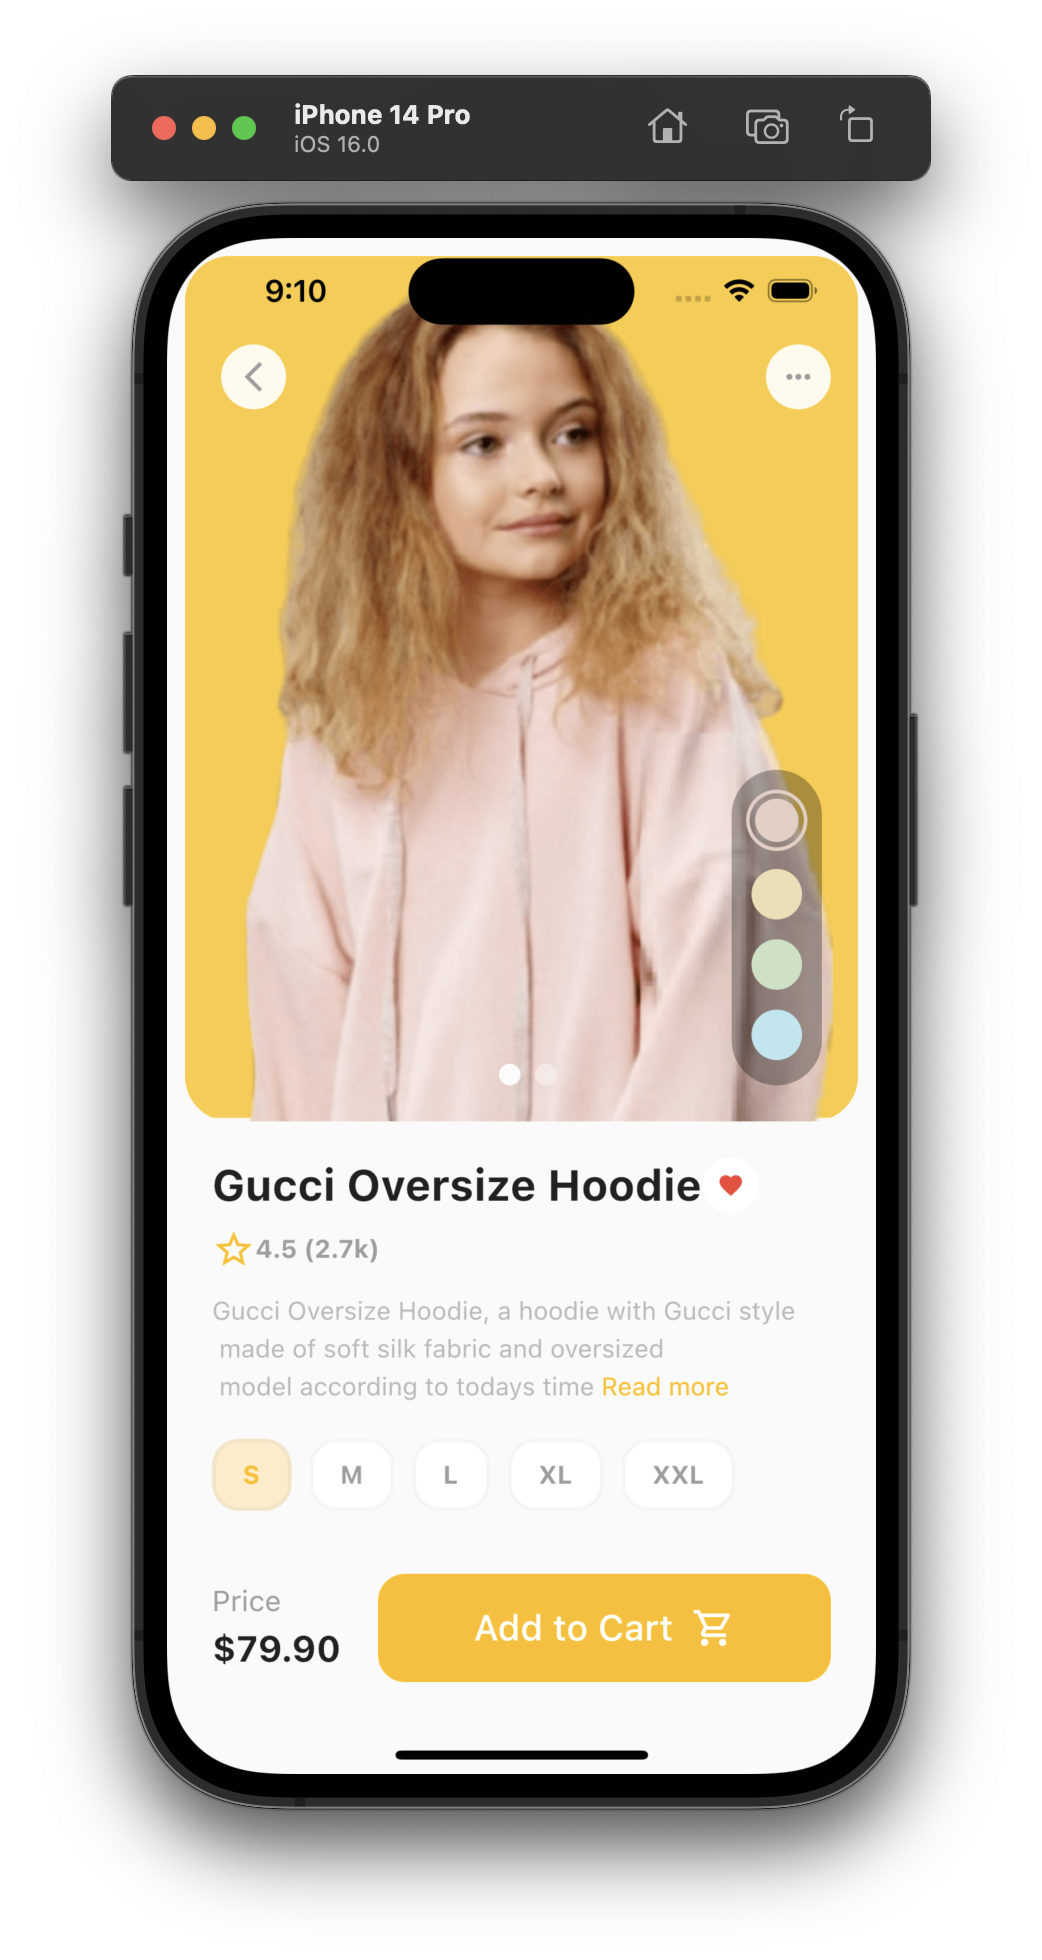 iPhone 14 Pro
iOS 16.0
9:10
Gucci Oversize Hoodie
4.5 (2.7k)
Gucci Oversize Hoodie, a hoodie with Gucci style
made of soft silk fabric and oversized
model according to todays time Read more
S M L XL XXL
Price
$79.90
Add to Cart